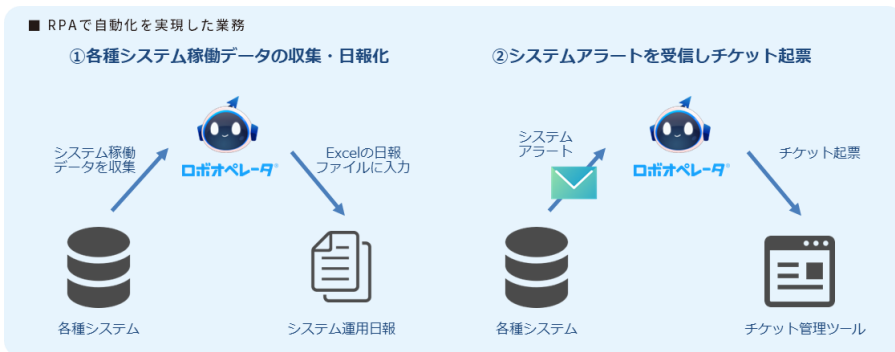 ■ RPAで自動化を実現した業務
①各種システム稼働データの収集・日報化
システム稼働
データを収集
ロボオペレータ®
Excelの日報
ファイルに入力
各種システム
システム運用日報
②システムアラートを受信しチケット起票
システム
アラート
ロボオペレータ®
チケット起票
各種システム
チケット管理ツール